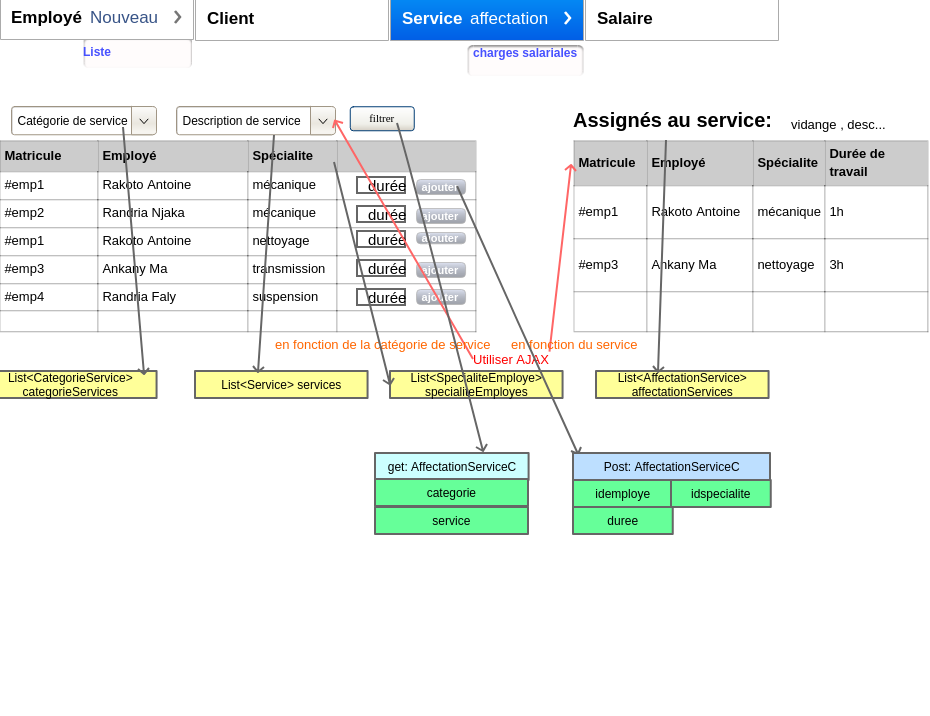 Employé Nouveau
Client
Service affectation
Salaire
Liste
charges salariales
Catégorie de service
Description de service
filtrer
Assignés au service:
vidange , desc...
Matricule Employé Spécialite
#emp1 Rakoto Antoine mécanique durée ajouter
#emp2 Randria Njaka mécanique durée ajouter
#emp1 Rakoto Antoine nettoyage durée ajouter
#emp3 Ankany Ma transmission durée ajouter
#emp4 Randria Faly suspension durée ajouter
Matricule Employé Spécialite Durée de
travail
#emp1 Rakoto Antoine mécanique 1h
#emp3 Ankany Ma nettoyage 3h
en fonction de la catégorie de service
en fonction du service
Utiliser AJAX
List<CategorieService>
categorieServices
List<Service> services
List<SpecialiteEmploye>
specialiteEmployes
List<AffectationService>
affectationServices
get: AffectationServiceC
categorie
service
Post: AffectationServiceC
idemploye idspecialite
duree